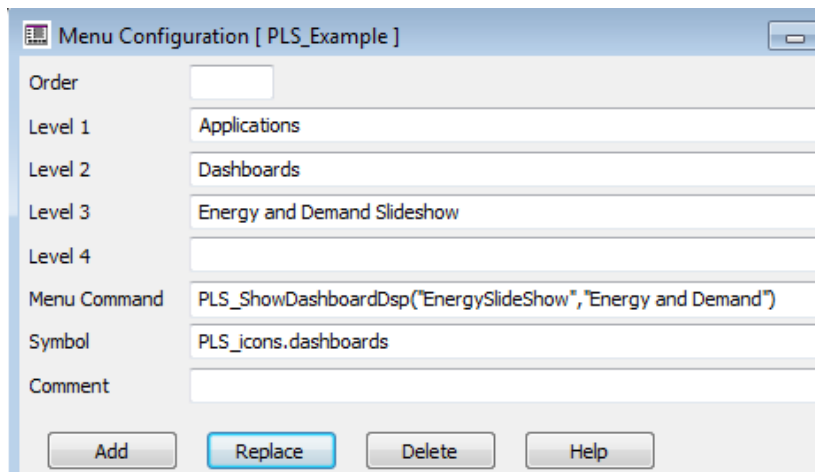 Menu Configuration [ PLS_Example ]
Order
Level 1 Applications
Level 2 Dashboards
Level 3 Energy and Demand Slideshow
Level 4
Menu Command PLS_ShowDashboardDsp("EnergySlideShow","Energy and Demand")
Symbol PLS_icons.dashboards
Comment
Add Replace Delete Help